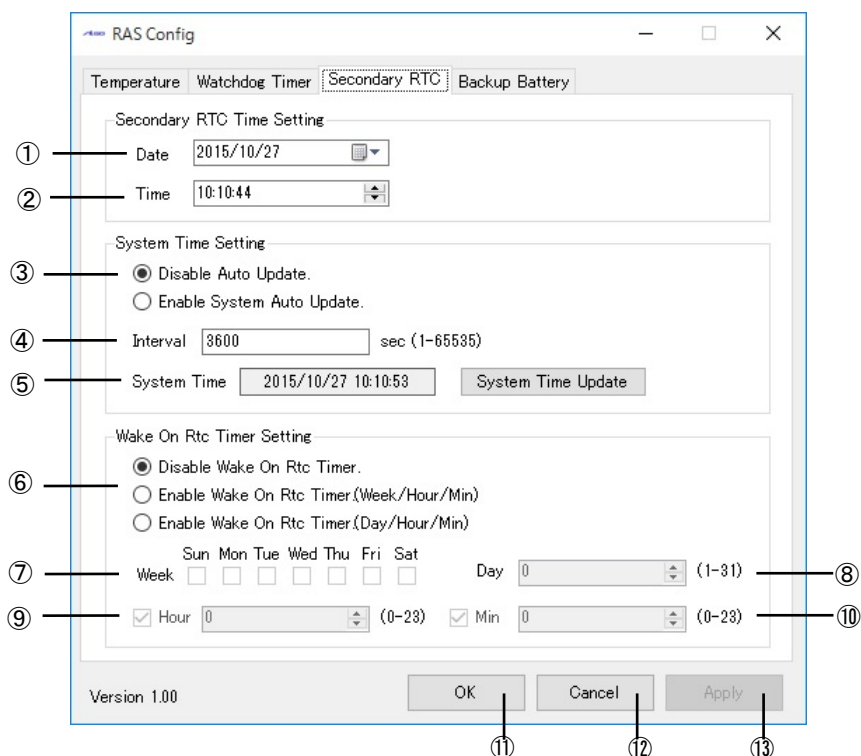 RAS Config
Temperature Watchdog Timer Secondary RTC Backup Battery
Secondary RTC Time Setting
① Date 2015/10/27
② Time 10:10:44
System Time Setting
③ Disable Auto Update.
Enable System Auto Update.
④ Interval 3600 sec (1-65535)
⑤ System Time 2015/10/27 10:10:53 System Time Update
Wake On Rtc Timer Setting
Disable Wake On Rtc Timer.
⑥ Enable Wake On Rtc Timer.(Week/Hour/Min)
Enable Wake On Rtc Timer.(Day/Hour/Min)
Sun Mon Tue Wed Thu Fri Sat
⑦ Week Day 0 (1-31) ⑧
⑨ Hour 0 (0-23) Min 0 (0-23) ⑩
Version 1.00 OK Cancel Apply
⑪ ⑫ ⑬